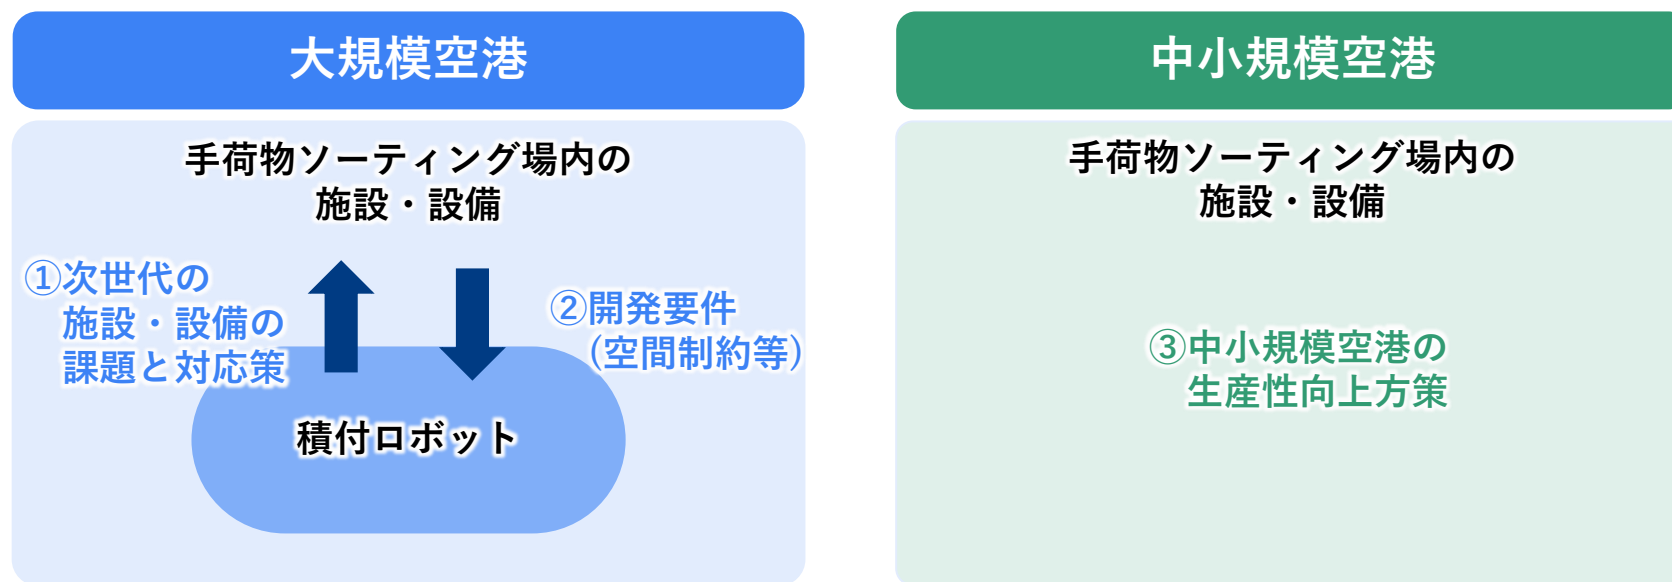 大規模空港
手荷物ソーティング場内の
施設・設備
①次世代の
施設・設備の
課題と対応策
②開発要件
(空間制約等)
積付ロボット
中小規模空港
手荷物ソーティング場内の
施設・設備
③中小規模空港の
生産性向上方策